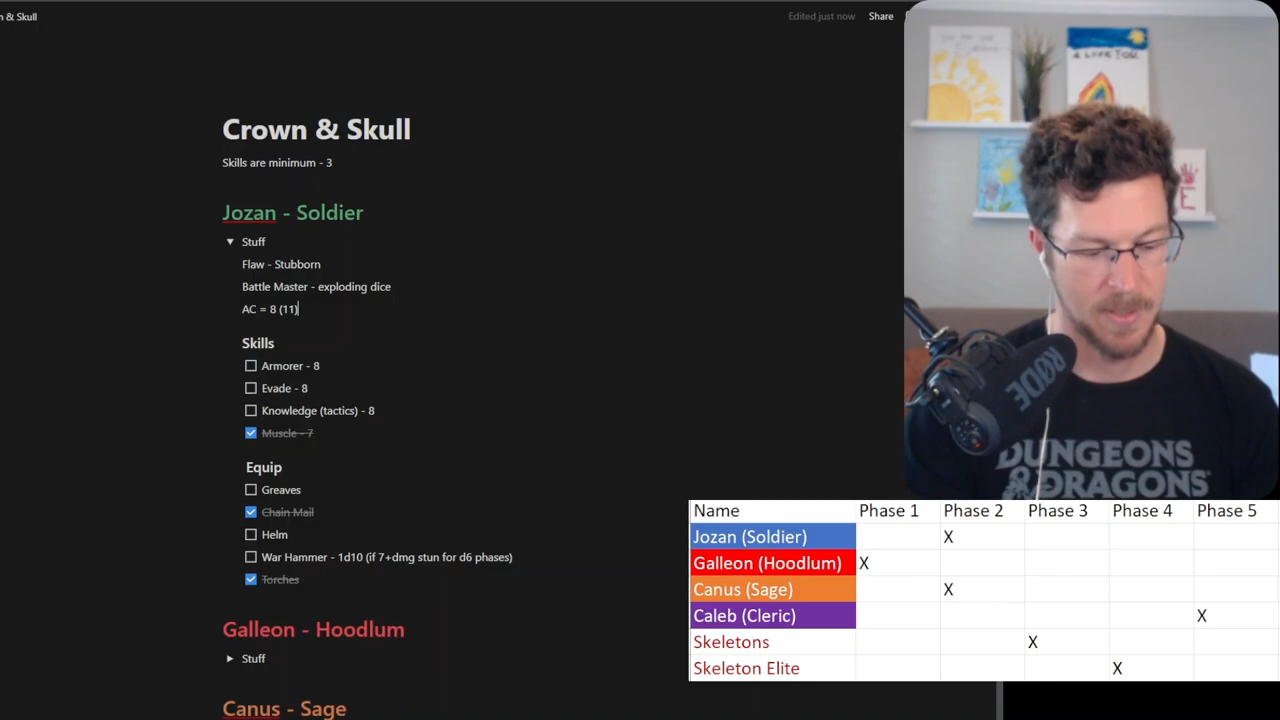 n & Skull
Edited just now
Share
Crown & Skull
Skills are minimum - 3
Jozan - Soldier
Stuff
Flaw - Stubborn
Battle Master - exploding dice
AC = 8 (11)
Skills
Armorer - 8
Evade - 8
Knowledge (tactics) - 8
Muscle - 7
Equip
Greaves
Chain Mail
Helm
War Hammer - 1d10 (if 7+dmg stun for d6 phases)
Torches
Galleon - Hoodlum
Stuff
Canus - Sage
RØDE
DUNGEONS
& DRAGONS
Name Phase 1 Phase 2 Phase 3 Phase 4 Phase 5
Jozan (Soldier) X
Galleon (Hoodlum) X
Canus (Sage) X
Caleb (Cleric) X
Skeletons X
Skeleton Elite X